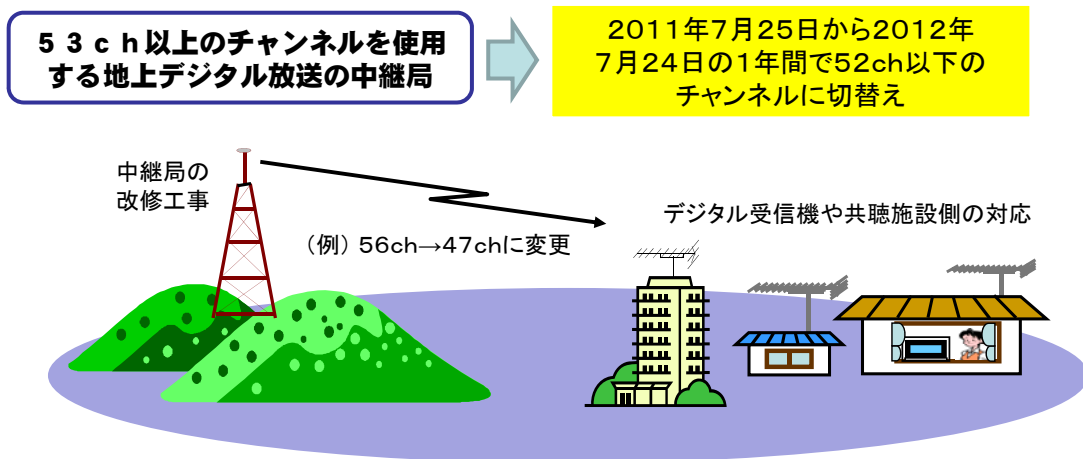 ５３ｃｈ以上のチャンネルを使用
する地上デジタル放送の中継局
２０１１年７月２５日から２０１２年
７月２４日の１年間で５２ｃｈ以下の
チャンネルに切替え
中継局の
改修工事
デジタル受信機や共聴施設側の対応
（例） ５６ｃｈ→４７ｃｈに変更